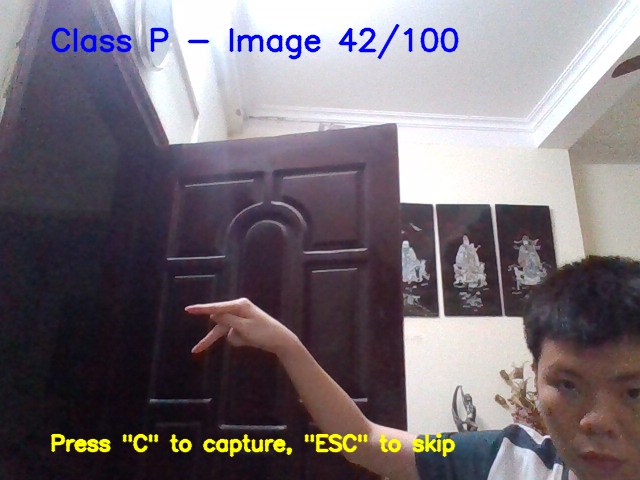 Class P - Image 42/100
Press "C" to capture, "ESC" to skip